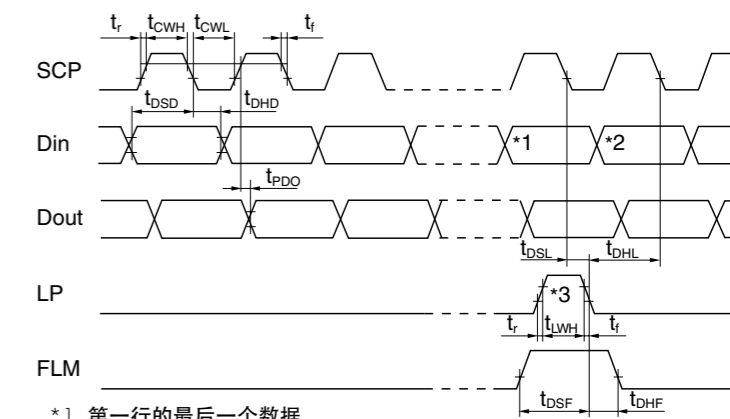 tr tCWH tCWL tf
SCP
tDSD tDHD
Din *1 *2
tPDO
Dout
tDSL tDHL
LP *3
tr tLWH tf
FLM
tDSF tDHF
*1 第一行的最后一个数据